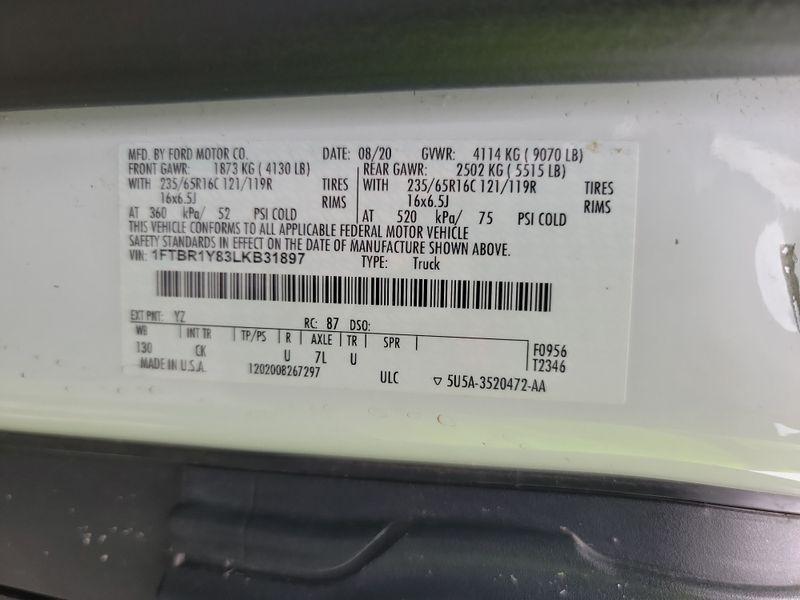 MFD. BY FORD MOTOR CO. DATE: 08/20 GVWR: 4114 KG ( 9070 LB)
FRONT GAWR: 1873 KG ( 4130 LB) REAR GAWR: 2502 KG ( 5515 LB)
WITH 235/65R16C 121/119R TIRES WITH 235/65R16C 121/119R TIRES
16x6.5J RIMS 16x6.5J RIMS
AT 360 kPa/ 52 PSI COLD AT 520 kPa/ 75 PSI COLD
THIS VEHICLE CONFORMS TO ALL APPLICABLE FEDERAL MOTOR VEHICLE
SAFETY STANDARDS IN EFFECT ON THE DATE OF MANUFACTURE SHOWN ABOVE.
VIN: 1FTBR1Y83LKB31897 TYPE: Truck
EXT PNT: YZ RC: 87 DSO:
WB INT TR TP/PS R AXLE TR SPR F0956
130 CK U 7L U T2346
MADE IN U.S.A. 1202008267297 ULC ▽ 5U5A-3520472-AA